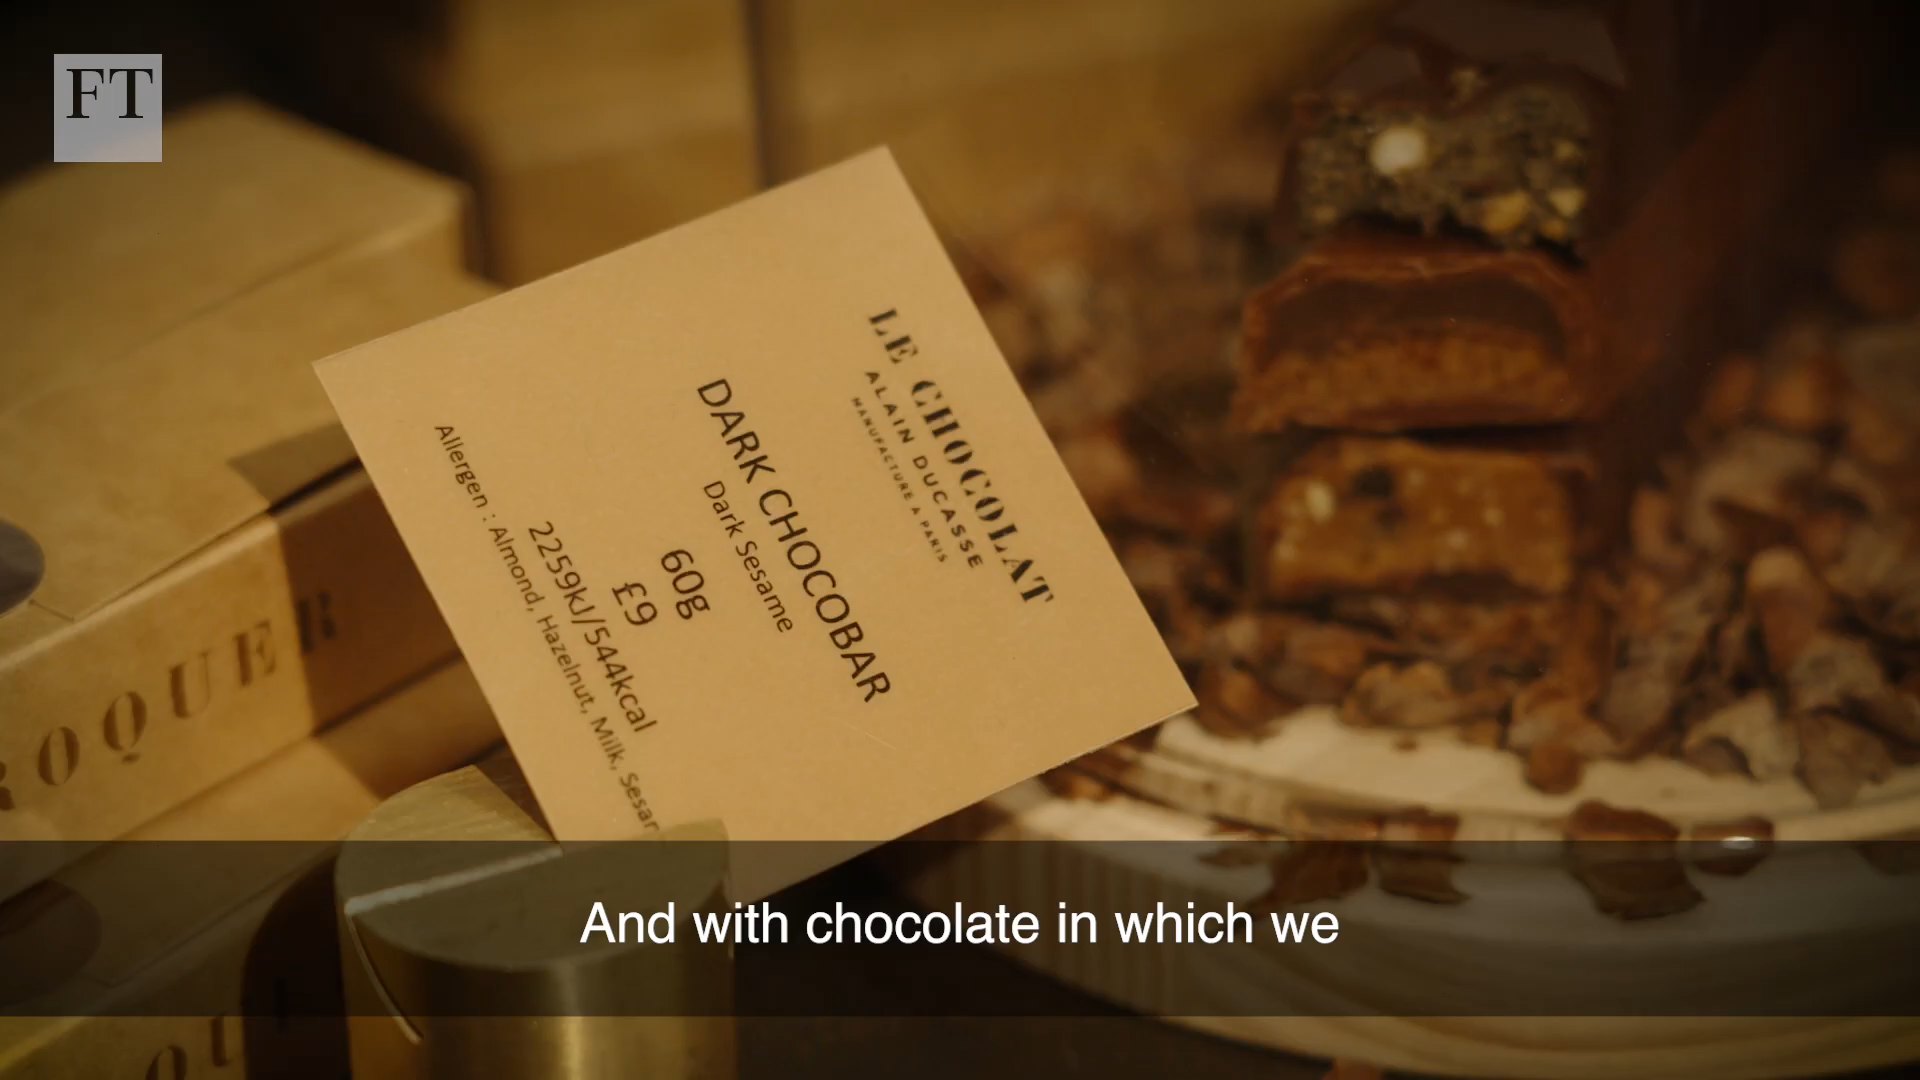 FT
LE CHOCOLAT
ALAIN DUCASSE
MANUFACTURE À PARIS
DARK CHOCOBAR
Dark Sesame
60g
£9
2259kJ/544kcal
Allergen : Almond, Hazelnut, Milk, Sesam
And with chocolate in which we